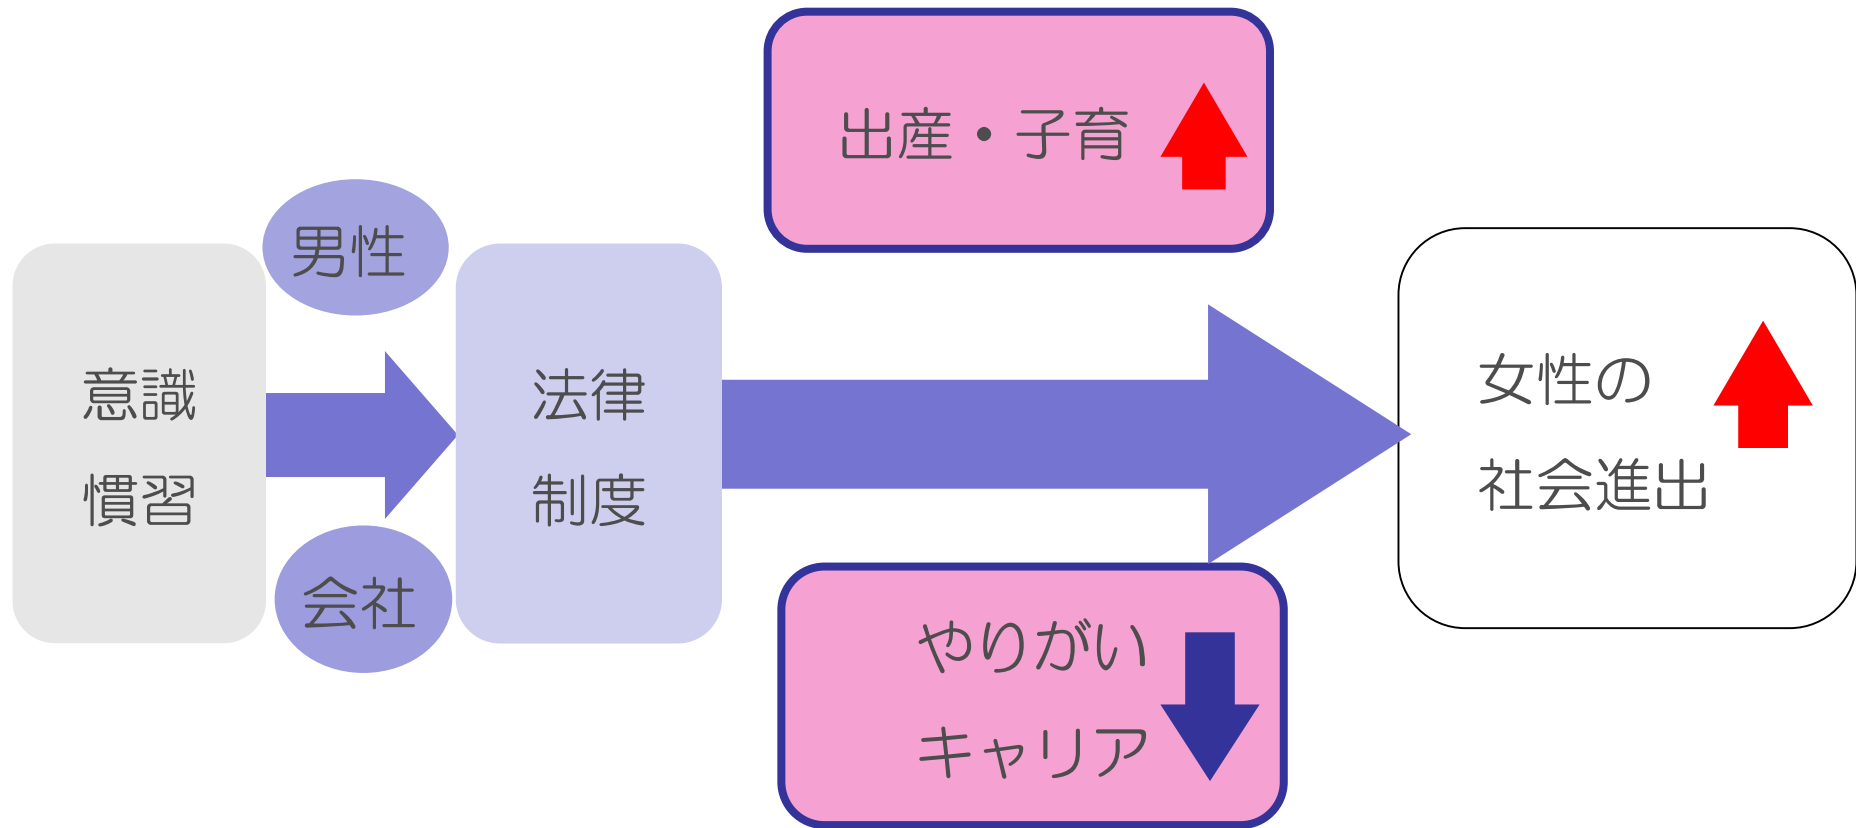 出産・子育
男性
意識
慣習
法律
制度
女性の
社会進出
会社
やりがい
キャリア